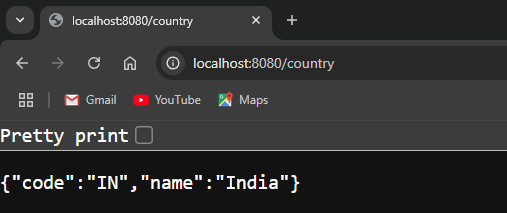 localhost:8080/country
localhost:8080/country
Gmail YouTube Maps
Pretty print
{"code":"IN","name":"India"}